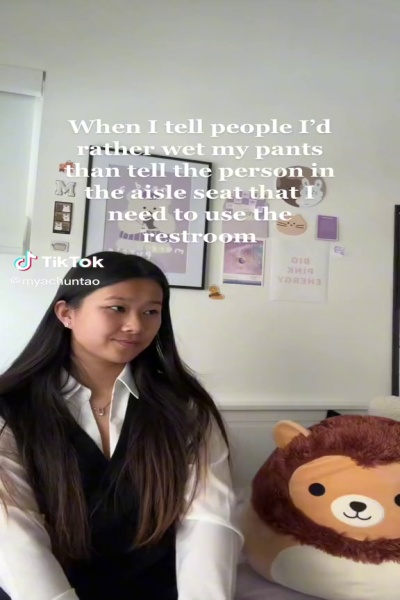 When I tell people I'd
rather wet my pants
than tell the person in
the aisle seat that I
need to use the
restroom
TikTok
@myachuntao
M
BIG
PINK
ENERGY